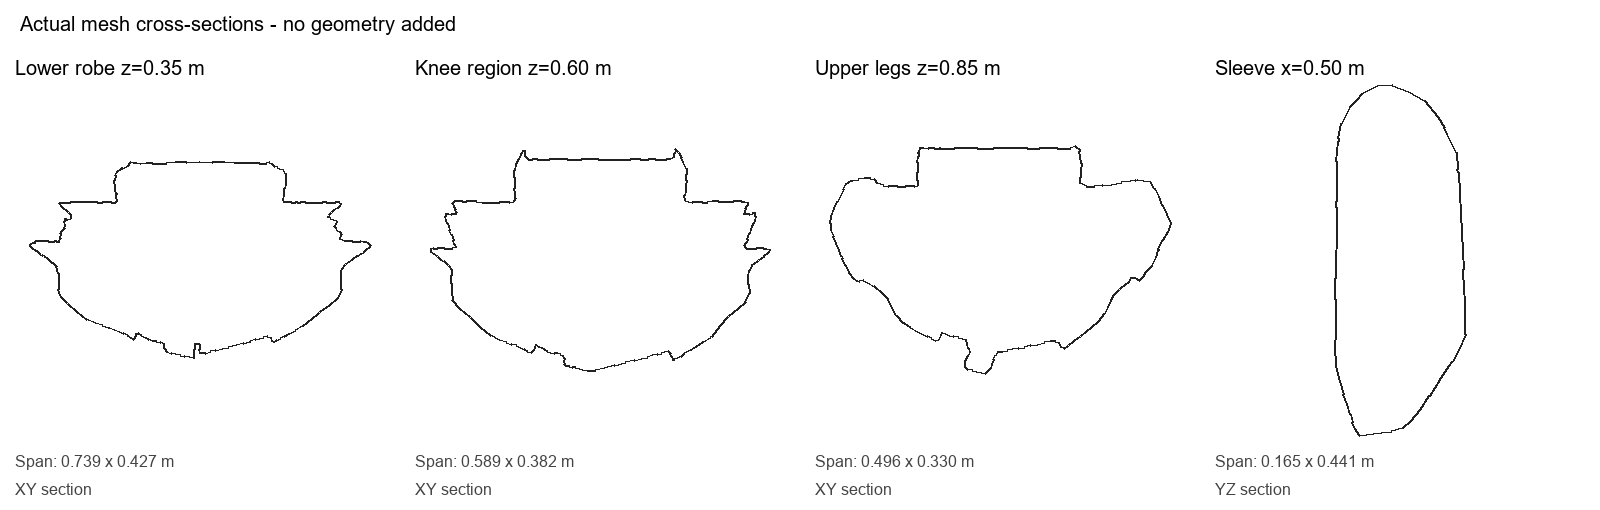 Actual mesh cross-sections - no geometry added
Lower robe z=0.35 m
Knee region z=0.60 m
Upper legs z=0.85 m
Sleeve x=0.50 m
Span: 0.739 x 0.427 m
Span: 0.589 x 0.382 m
Span: 0.496 x 0.330 m
Span: 0.165 x 0.441 m
XY section
XY section
XY section
YZ section